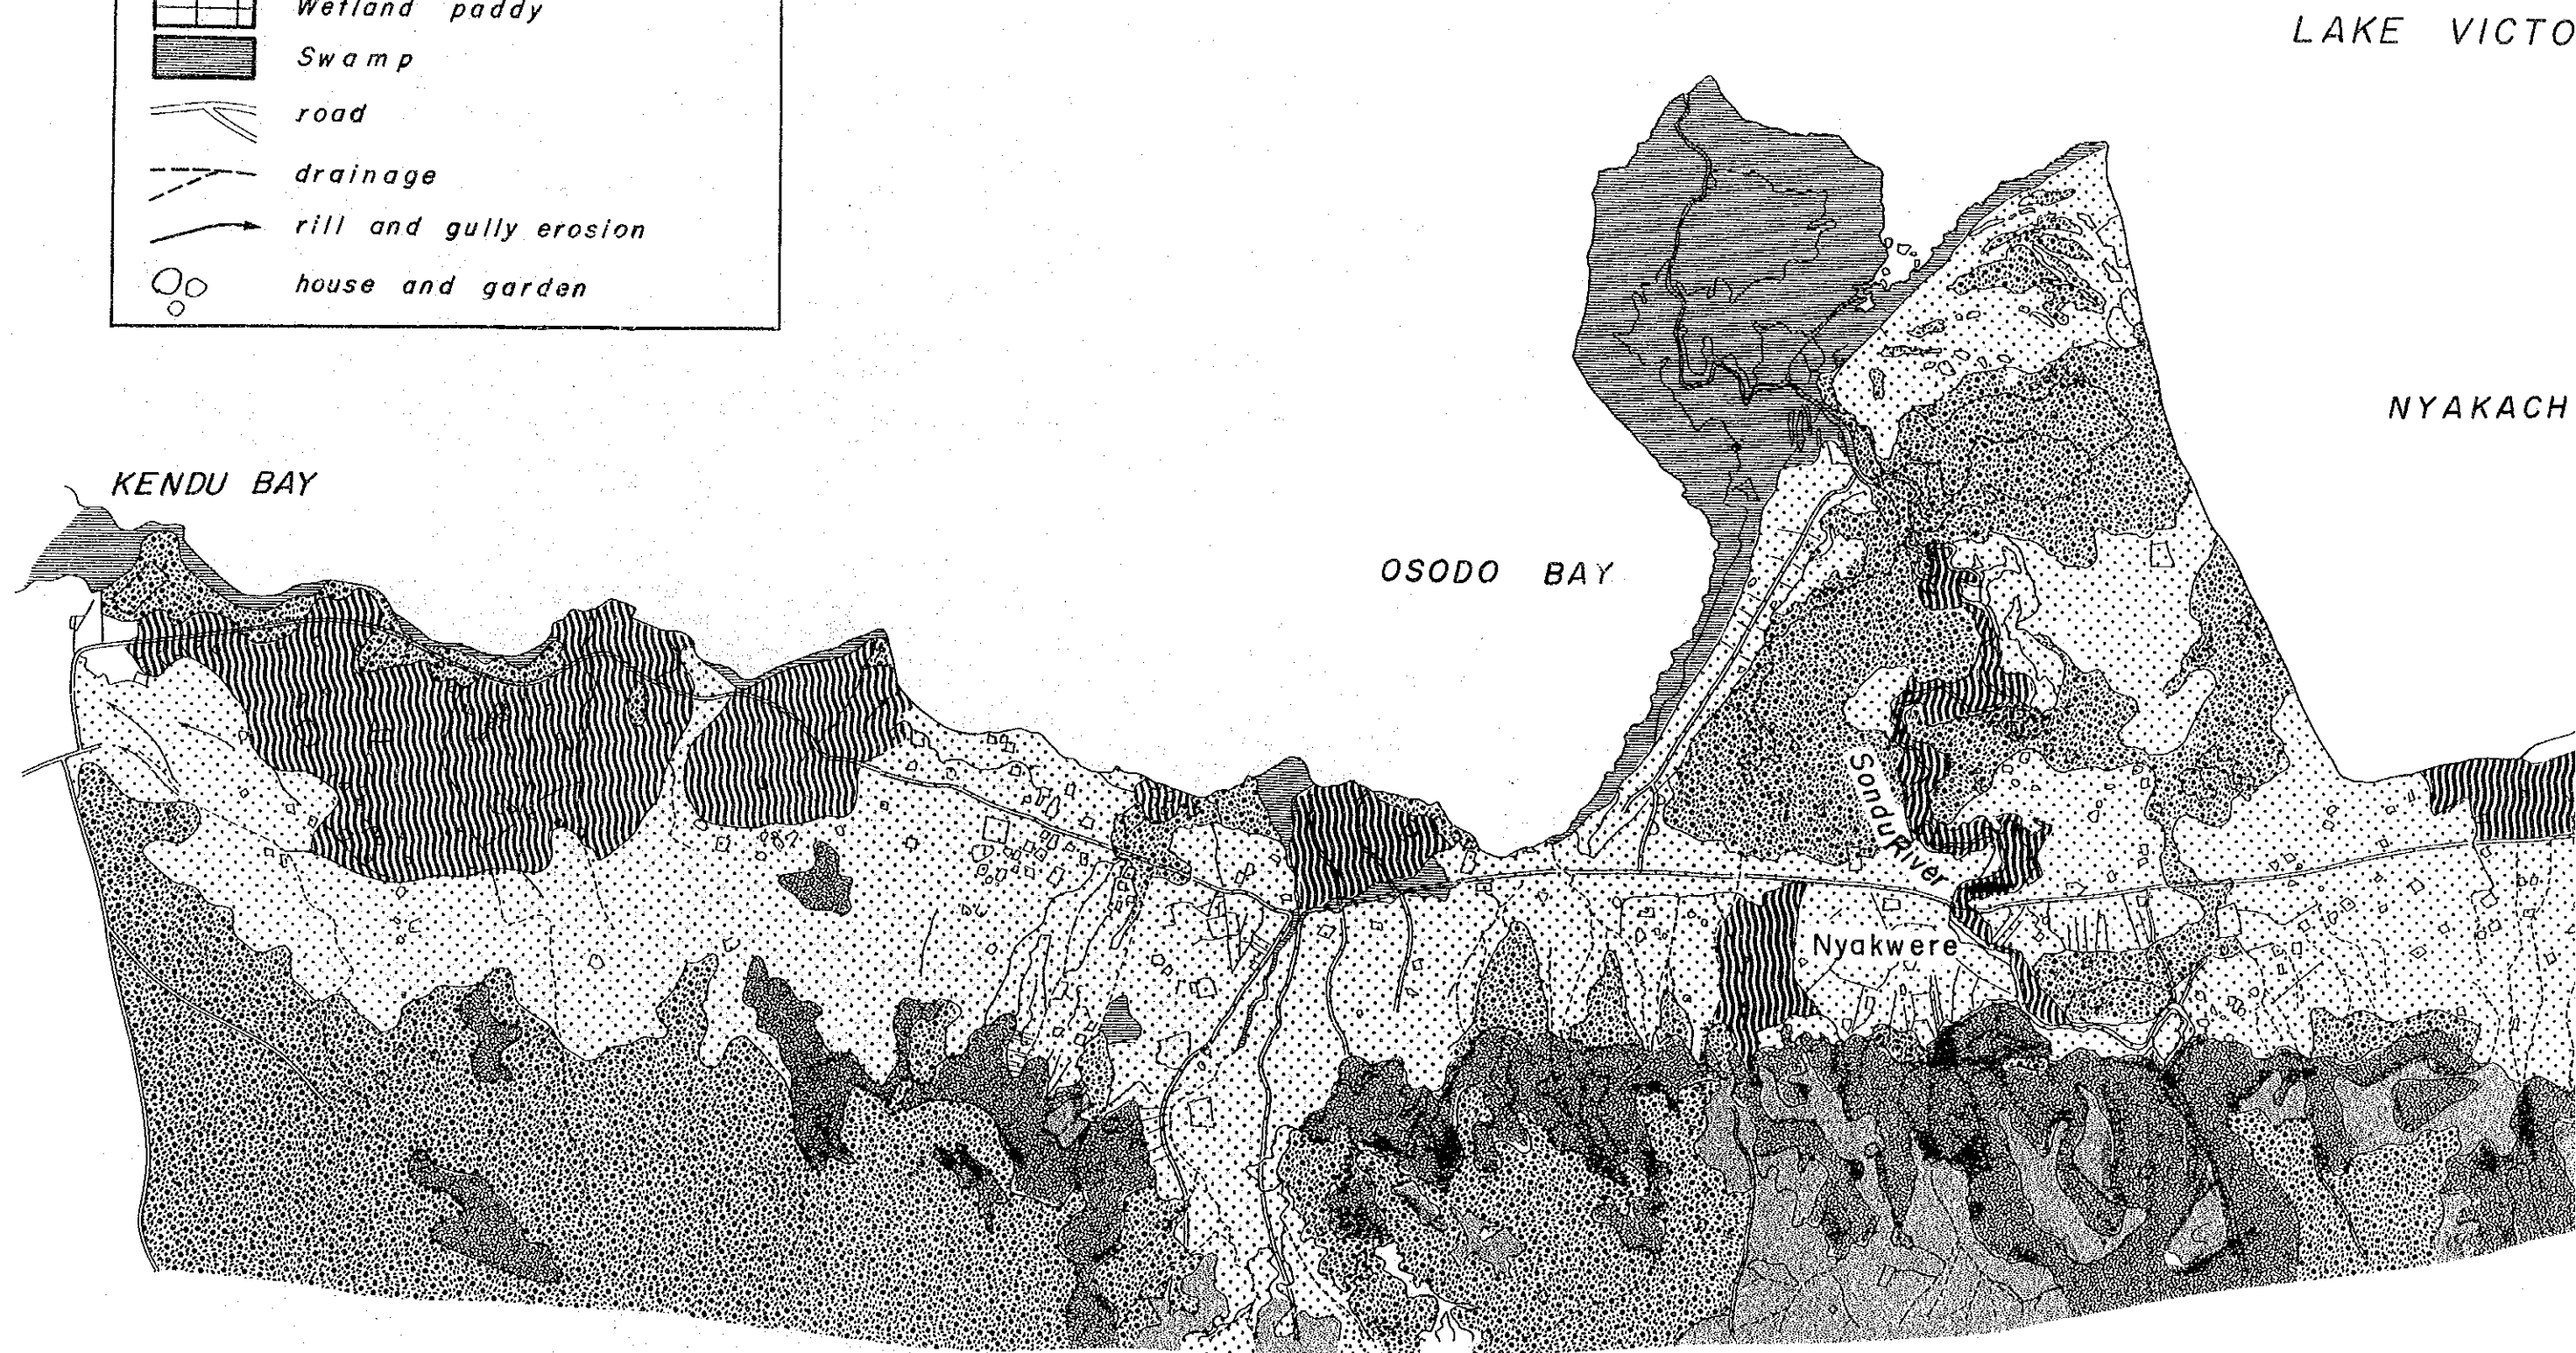 Wetland paddy
Swamp
road
drainage
rill and gully erosion
house and garden
LAKE VICTO
NYAKACH
KENDU BAY
OSODO BAY
Sondu River
Nyakwere